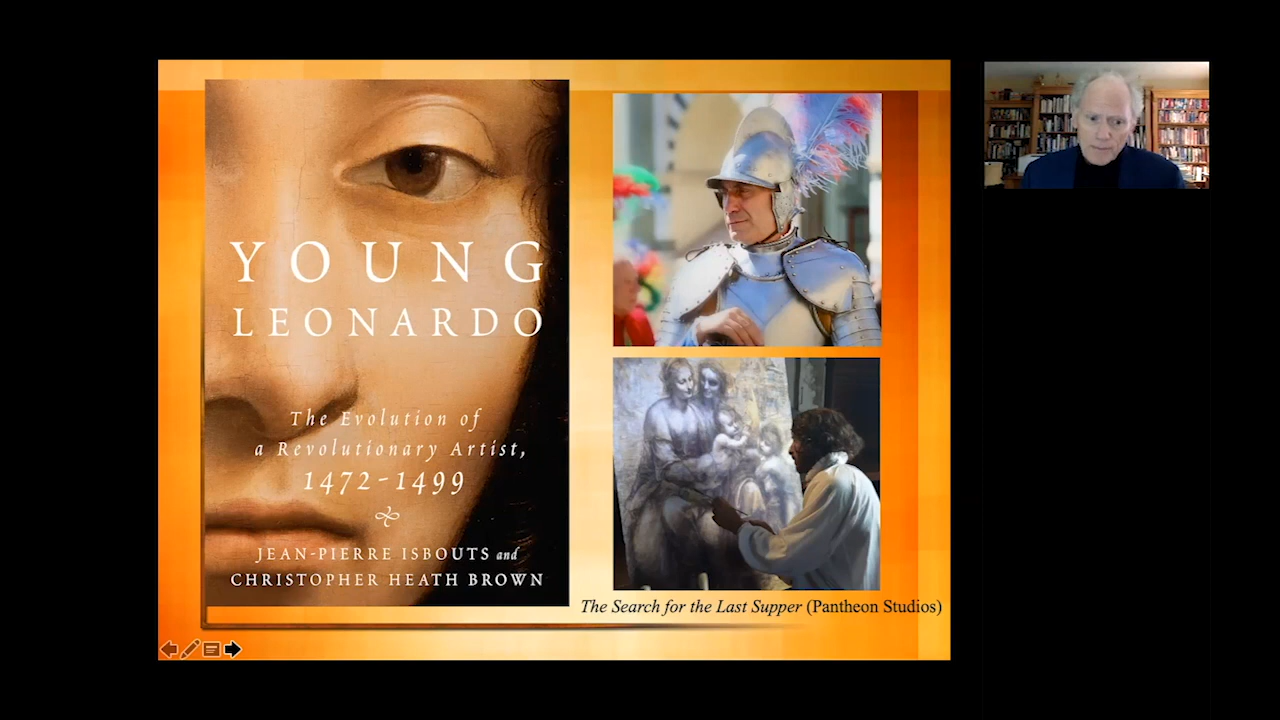 YOUNG
LEONARDO
The Evolution of
a Revolutionary Artist,
1472-1499
JEAN-PIERRE ISBOUTS and
CHRISTOPHER HEATH BROWN
The Search for the Last Supper (Pantheon Studios)